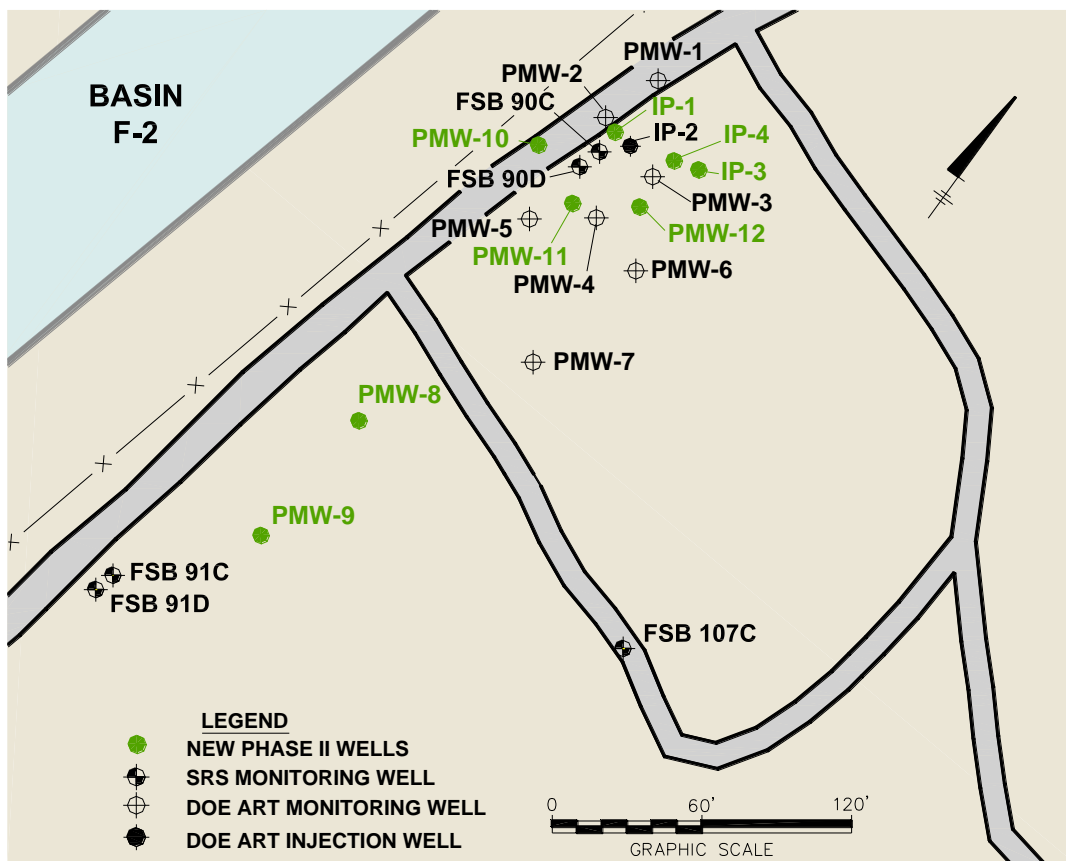 PMW-1
PMW-2
BASIN
F-2
FSB 90C
IP-1
PMW-10
IP-2
IP-4
FSB 90D
IP-3
PMW-3
PMW-5
PMW-11
PMW-12
PMW-4
PMW-6
PMW-7
PMW-8
PMW-9
FSB 91C
FSB 91D
FSB 107C
LEGEND
NEW PHASE II WELLS
SRS MONITORING WELL
DOE ART MONITORING WELL
DOE ART INJECTION WELL
0 60' 120'
GRAPHIC SCALE